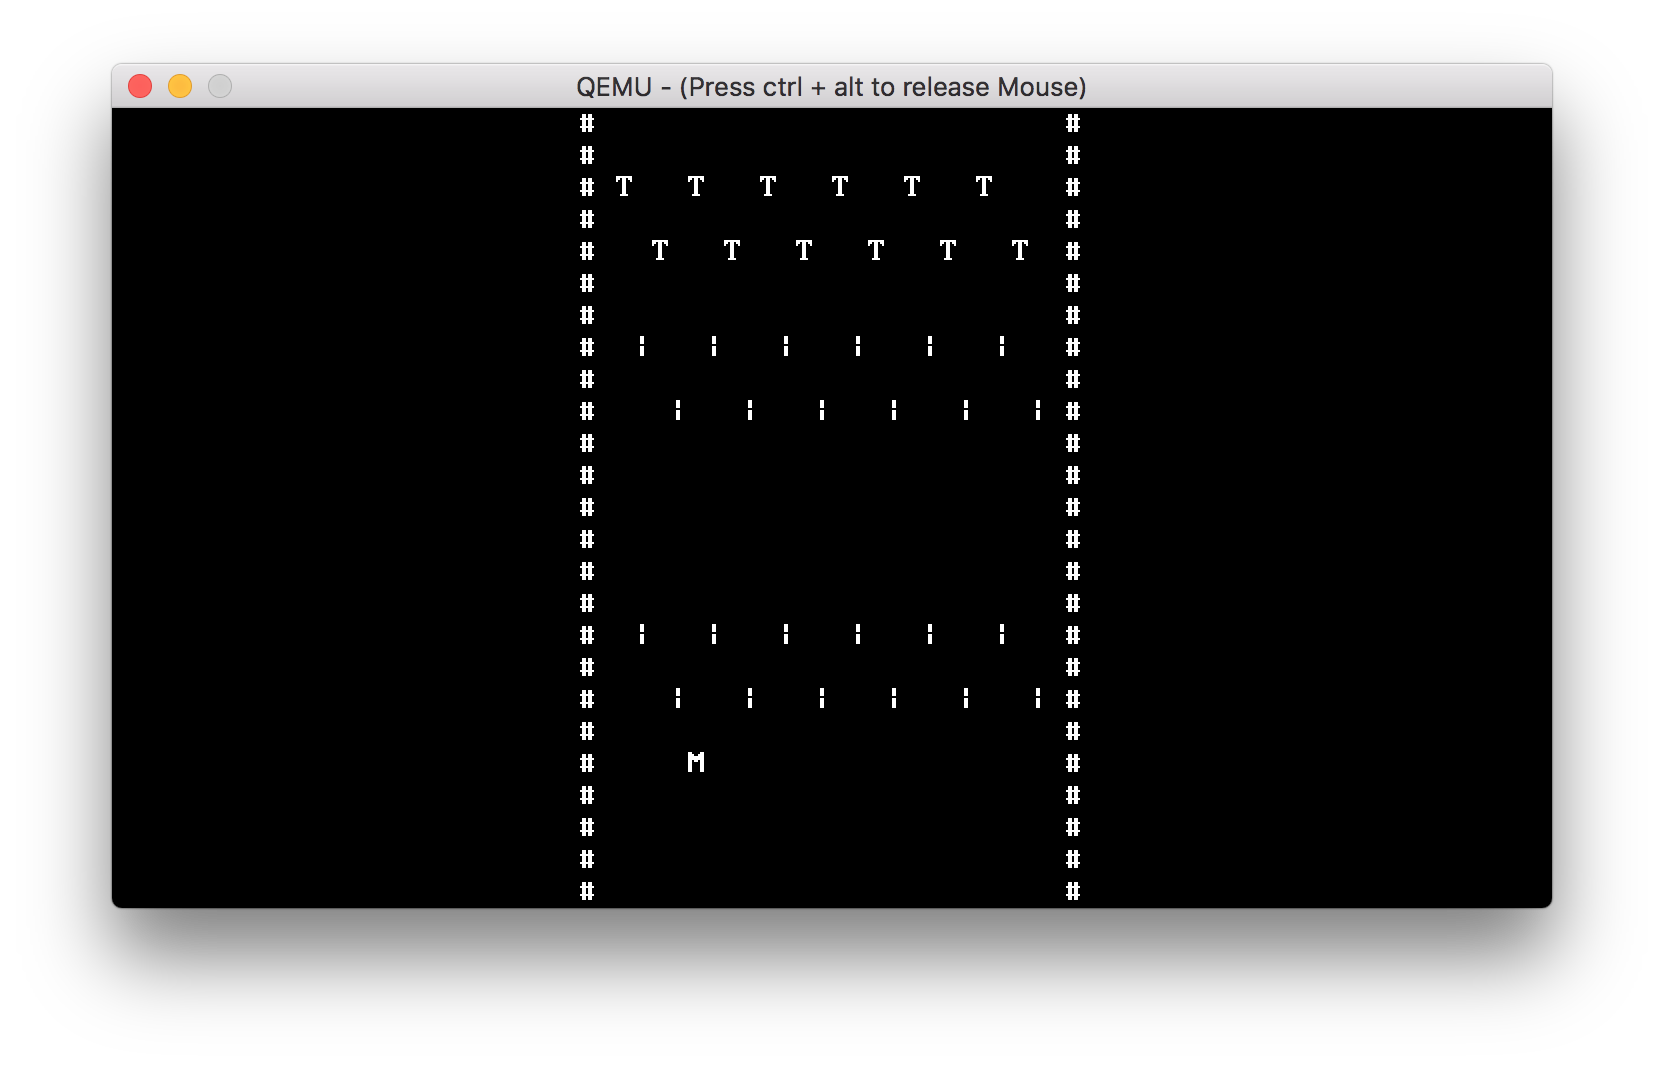 QEMU - (Press ctrl + alt to release Mouse)
#                          #
#                          #
# T   T   T   T   T   T    #
#                          #
#   T   T   T   T   T   T  #
#                          #
#                          #
#  ¦   ¦   ¦   ¦   ¦   ¦   #
#                          #
#    ¦   ¦   ¦   ¦   ¦   ¦ #
#                          #
#                          #
#                          #
#                          #
#                          #
#                          #
#  ¦   ¦   ¦   ¦   ¦   ¦   #
#                          #
#    ¦   ¦   ¦   ¦   ¦   ¦ #
#                          #
#     M                    #
#                          #
#                          #
#                          #
#                          #